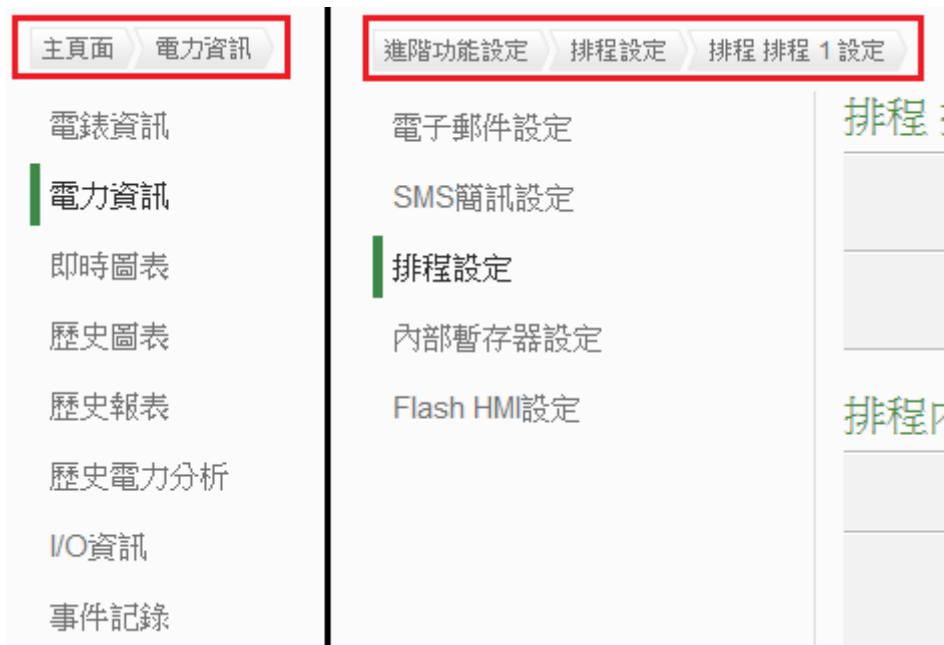 主頁面 電力資訊
電錶資訊
電力資訊
即時圖表
歷史圖表
歷史報表
歷史電力分析
I/O資訊
事件記錄
進階功能設定 排程設定 排程 排程 1 設定
電子郵件設定
SMS簡訊設定
排程設定
內部暫存器設定
Flash HMI設定
排程
排程